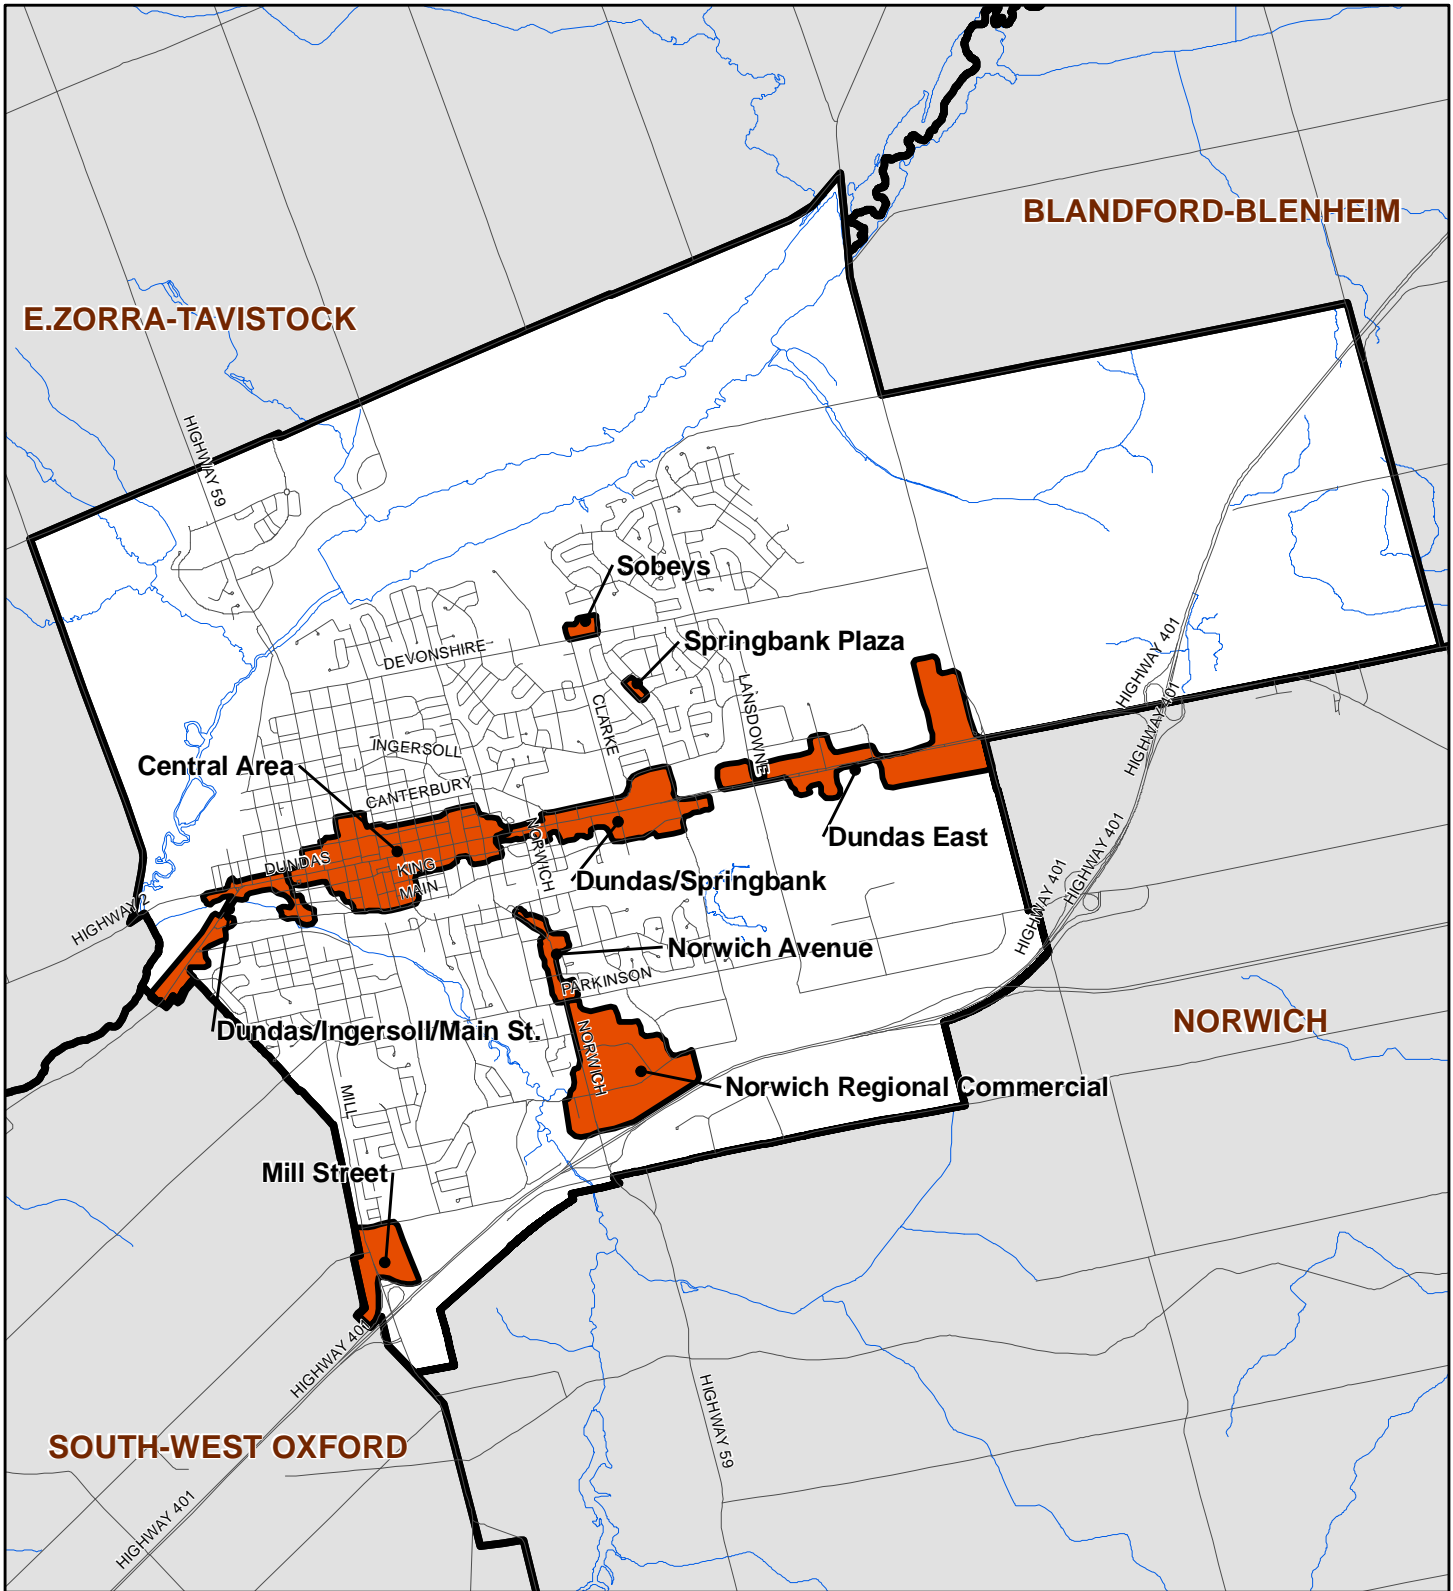 BLANDFORD-BLENHEIM
E.ZORRA-TAVISTOCK
HIGHWAY 59
Sobeys
Springbank Plaza
DEVONSHIRE
HIGHWAY 401
HIGHWAY 401
LANSDOWNE
CLARKE
INGERSOLL
Central Area
CANTERBURY
NORWICH
Dundas East
DUNDAS
KING
MAIN
Dundas/Springbank
HIGHWAY 401
HIGHWAY 401
HIGHWAY 2
Norwich Avenue
PARKINSON
NORWICH
Dundas/Ingersoll/Main St.
NORWICH
Norwich Regional Commercial
MILL
Mill Street
HIGHWAY 401
HIGHWAY 59
SOUTH-WEST OXFORD
HIGHWAY 401